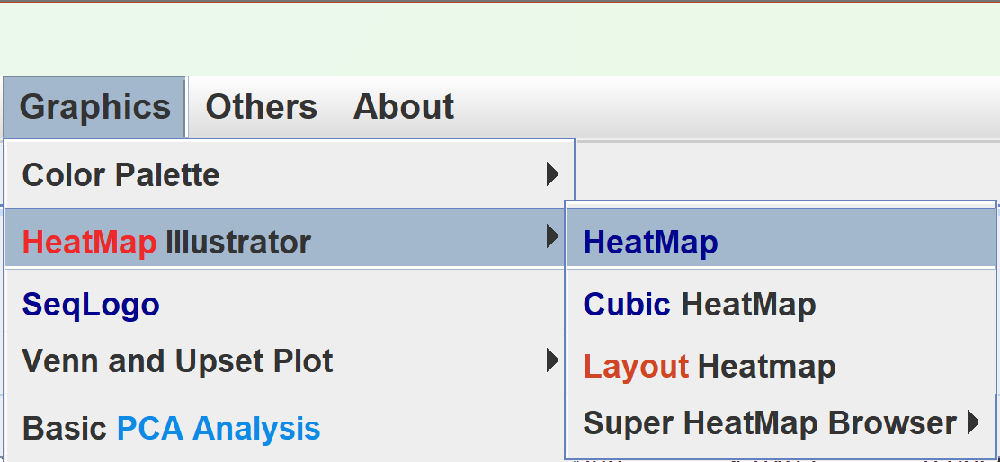 Graphics Others About
Color Palette
HeatMap Illustrator
SeqLogo
Venn and Upset Plot
Basic PCA Analysis
HeatMap
Cubic HeatMap
Layout Heatmap
Super HeatMap Browser